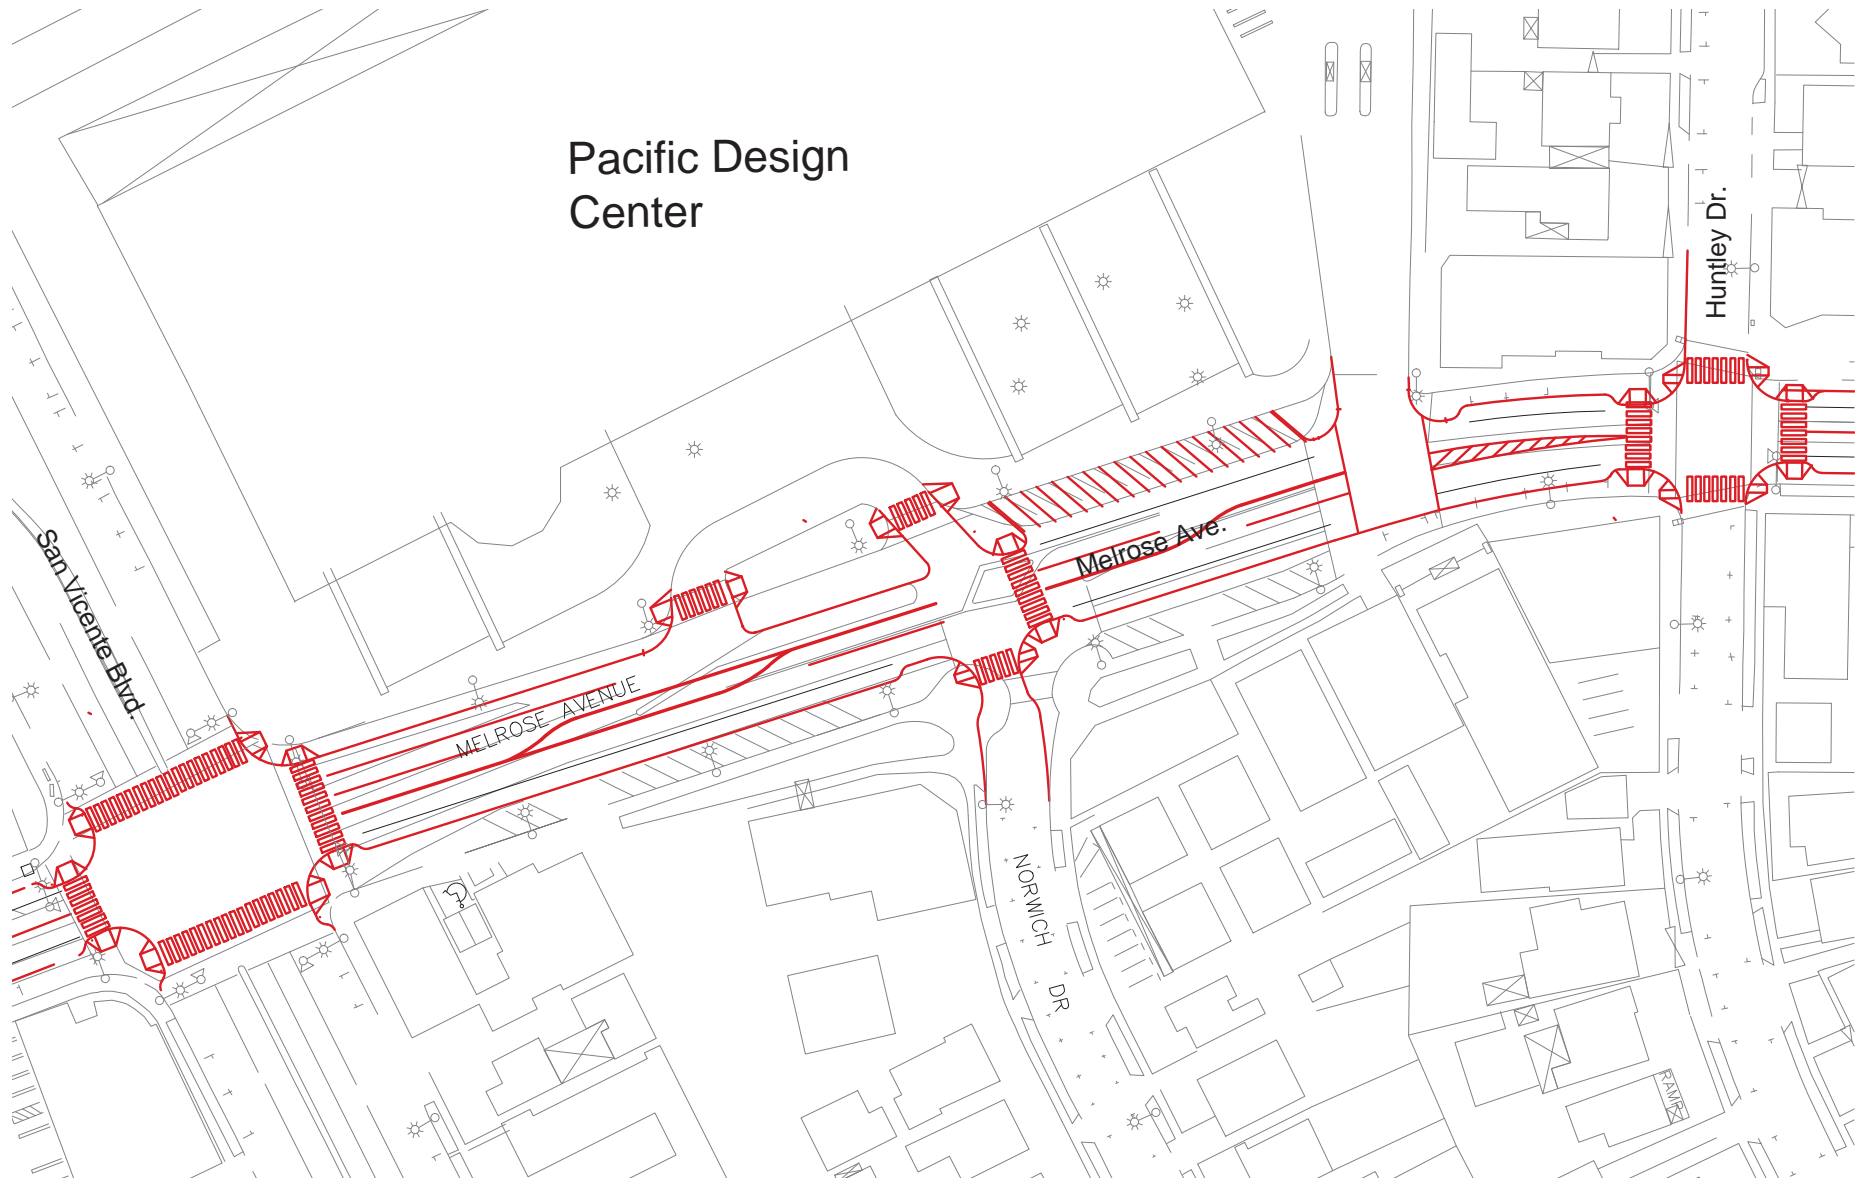 Pacific Design
Center
Huntley Dr.
Melrose Ave.
San Vicente Blvd.
MELROSE AVENUE
NORWICH DR
RAMP